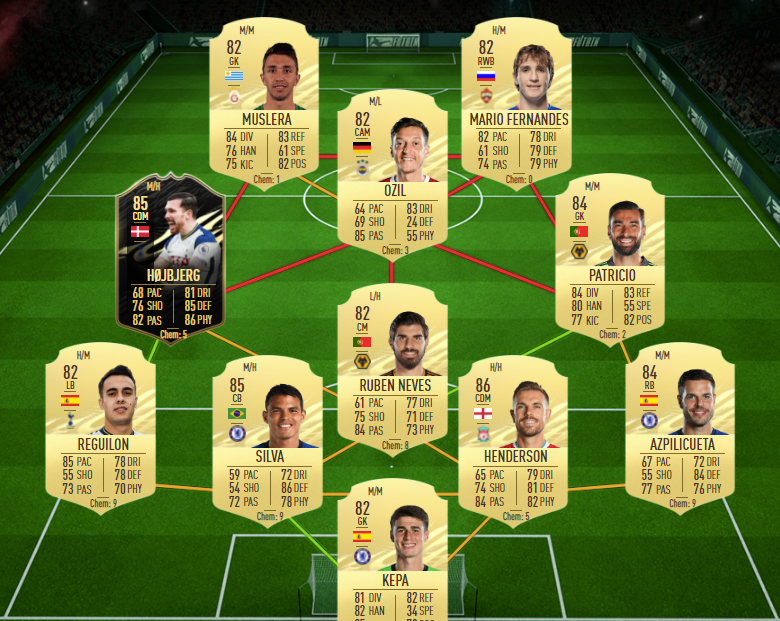 M/M
82
GK
MUSLERA
84 DIV 83 REF
76 HAN 61 SPE
75 KIC 82 POS
Chem: 1
H/M
82
RWB
MARIO FERNANDES
82 PAC 78 DRI
61 SHO 79 DEF
74 PAS 79 PHY
Chem: 0
M/L
82
CAM
OZIL
64 PAC 83 DRI
69 SHO 24 DEF
85 PAS 55 PHY
Chem: 3
M/H
85
CDM
HØJBJERG
68 PAC 81 DRI
76 SHO 85 DEF
82 PAS 86 PHY
Chem: 5
M/M
84
GK
PATRICIO
84 DIV 83 REF
80 HAN 55 SPE
77 KIC 82 POS
Chem: 2
L/H
82
CM
RUBEN NEVES
61 PAC 77 DRI
75 SHO 71 DEF
84 PAS 73 PHY
Chem: 8
H/M
82
LB
REGUILON
85 PAC 78 DRI
55 SHO 78 DEF
73 PAS 70 PHY
Chem: 9
M/H
85
CB
SILVA
59 PAC 72 DRI
54 SHO 86 DEF
72 PAS 78 PHY
Chem: 9
H/H
86
CDM
HENDERSON
65 PAC 79 DRI
74 SHO 81 DEF
84 PAS 82 PHY
Chem: 5
M/M
84
RB
AZPILICUETA
67 PAC 72 DRI
55 SHO 84 DEF
77 PAS 76 PHY
Chem: 9
M/M
82
GK
KEPA
81 DIV 82 REF
82 HAN 34 SPE